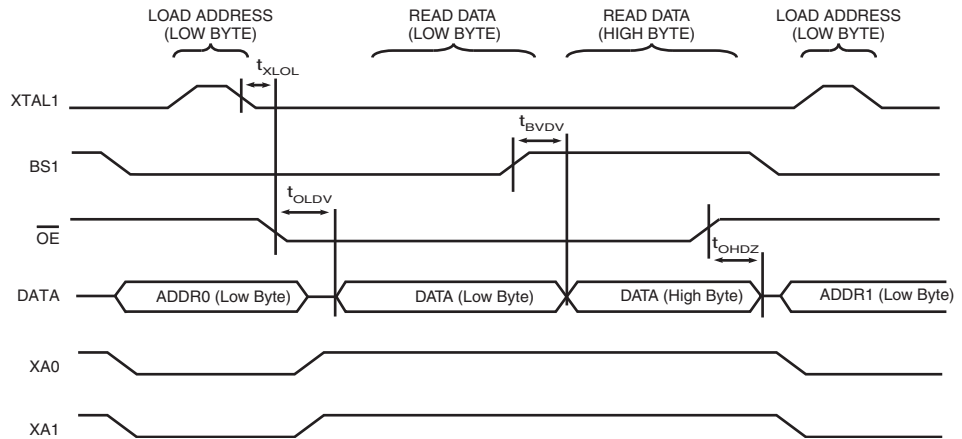 LOAD ADDRESS
(LOW BYTE)
READ DATA
(LOW BYTE)
READ DATA
(HIGH BYTE)
LOAD ADDRESS
(LOW BYTE)
tXLOL
XTAL1
tBVDV
BS1
tOLDV
OE
tOHDZ
DATA
ADDR0 (Low Byte)
DATA (Low Byte)
DATA (High Byte)
ADDR1 (Low Byte)
XA0
XA1